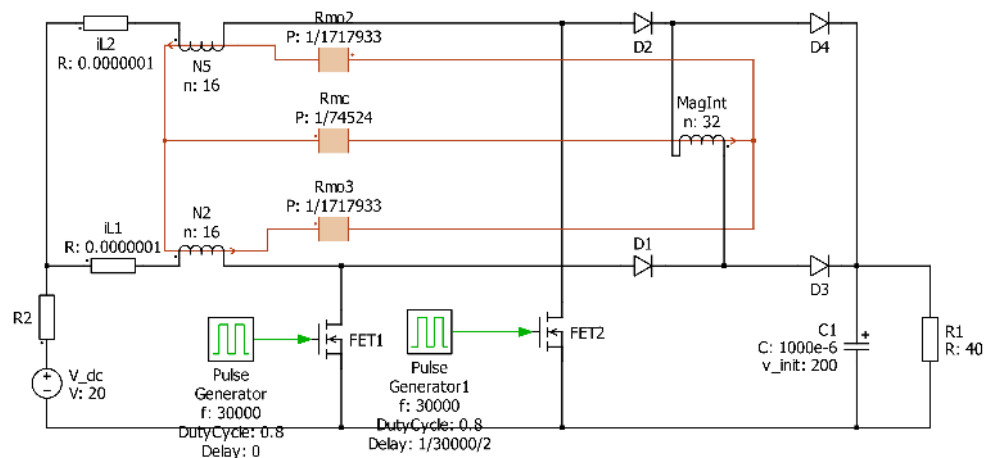 Rmo2
P: 1/1717933
iL2
R: 0.0000001
N5
n: 16
D2
D4
Rmc
P: 1/74524
MagInt
n: 32
Rmo3
P: 1/1717933
N2
n: 16
iL1
R: 0.0000001
D1
D3
R2
V_dc
V: 20
FET1
Pulse
Generator
f: 30000
DutyCycle: 0.8
Delay: 0
FET2
Pulse
Generator1
f: 30000
DutyCycle: 0.8
Delay: 1/30000/2
C1
C: 1000e-6
v_init: 200
+
R1
R: 40